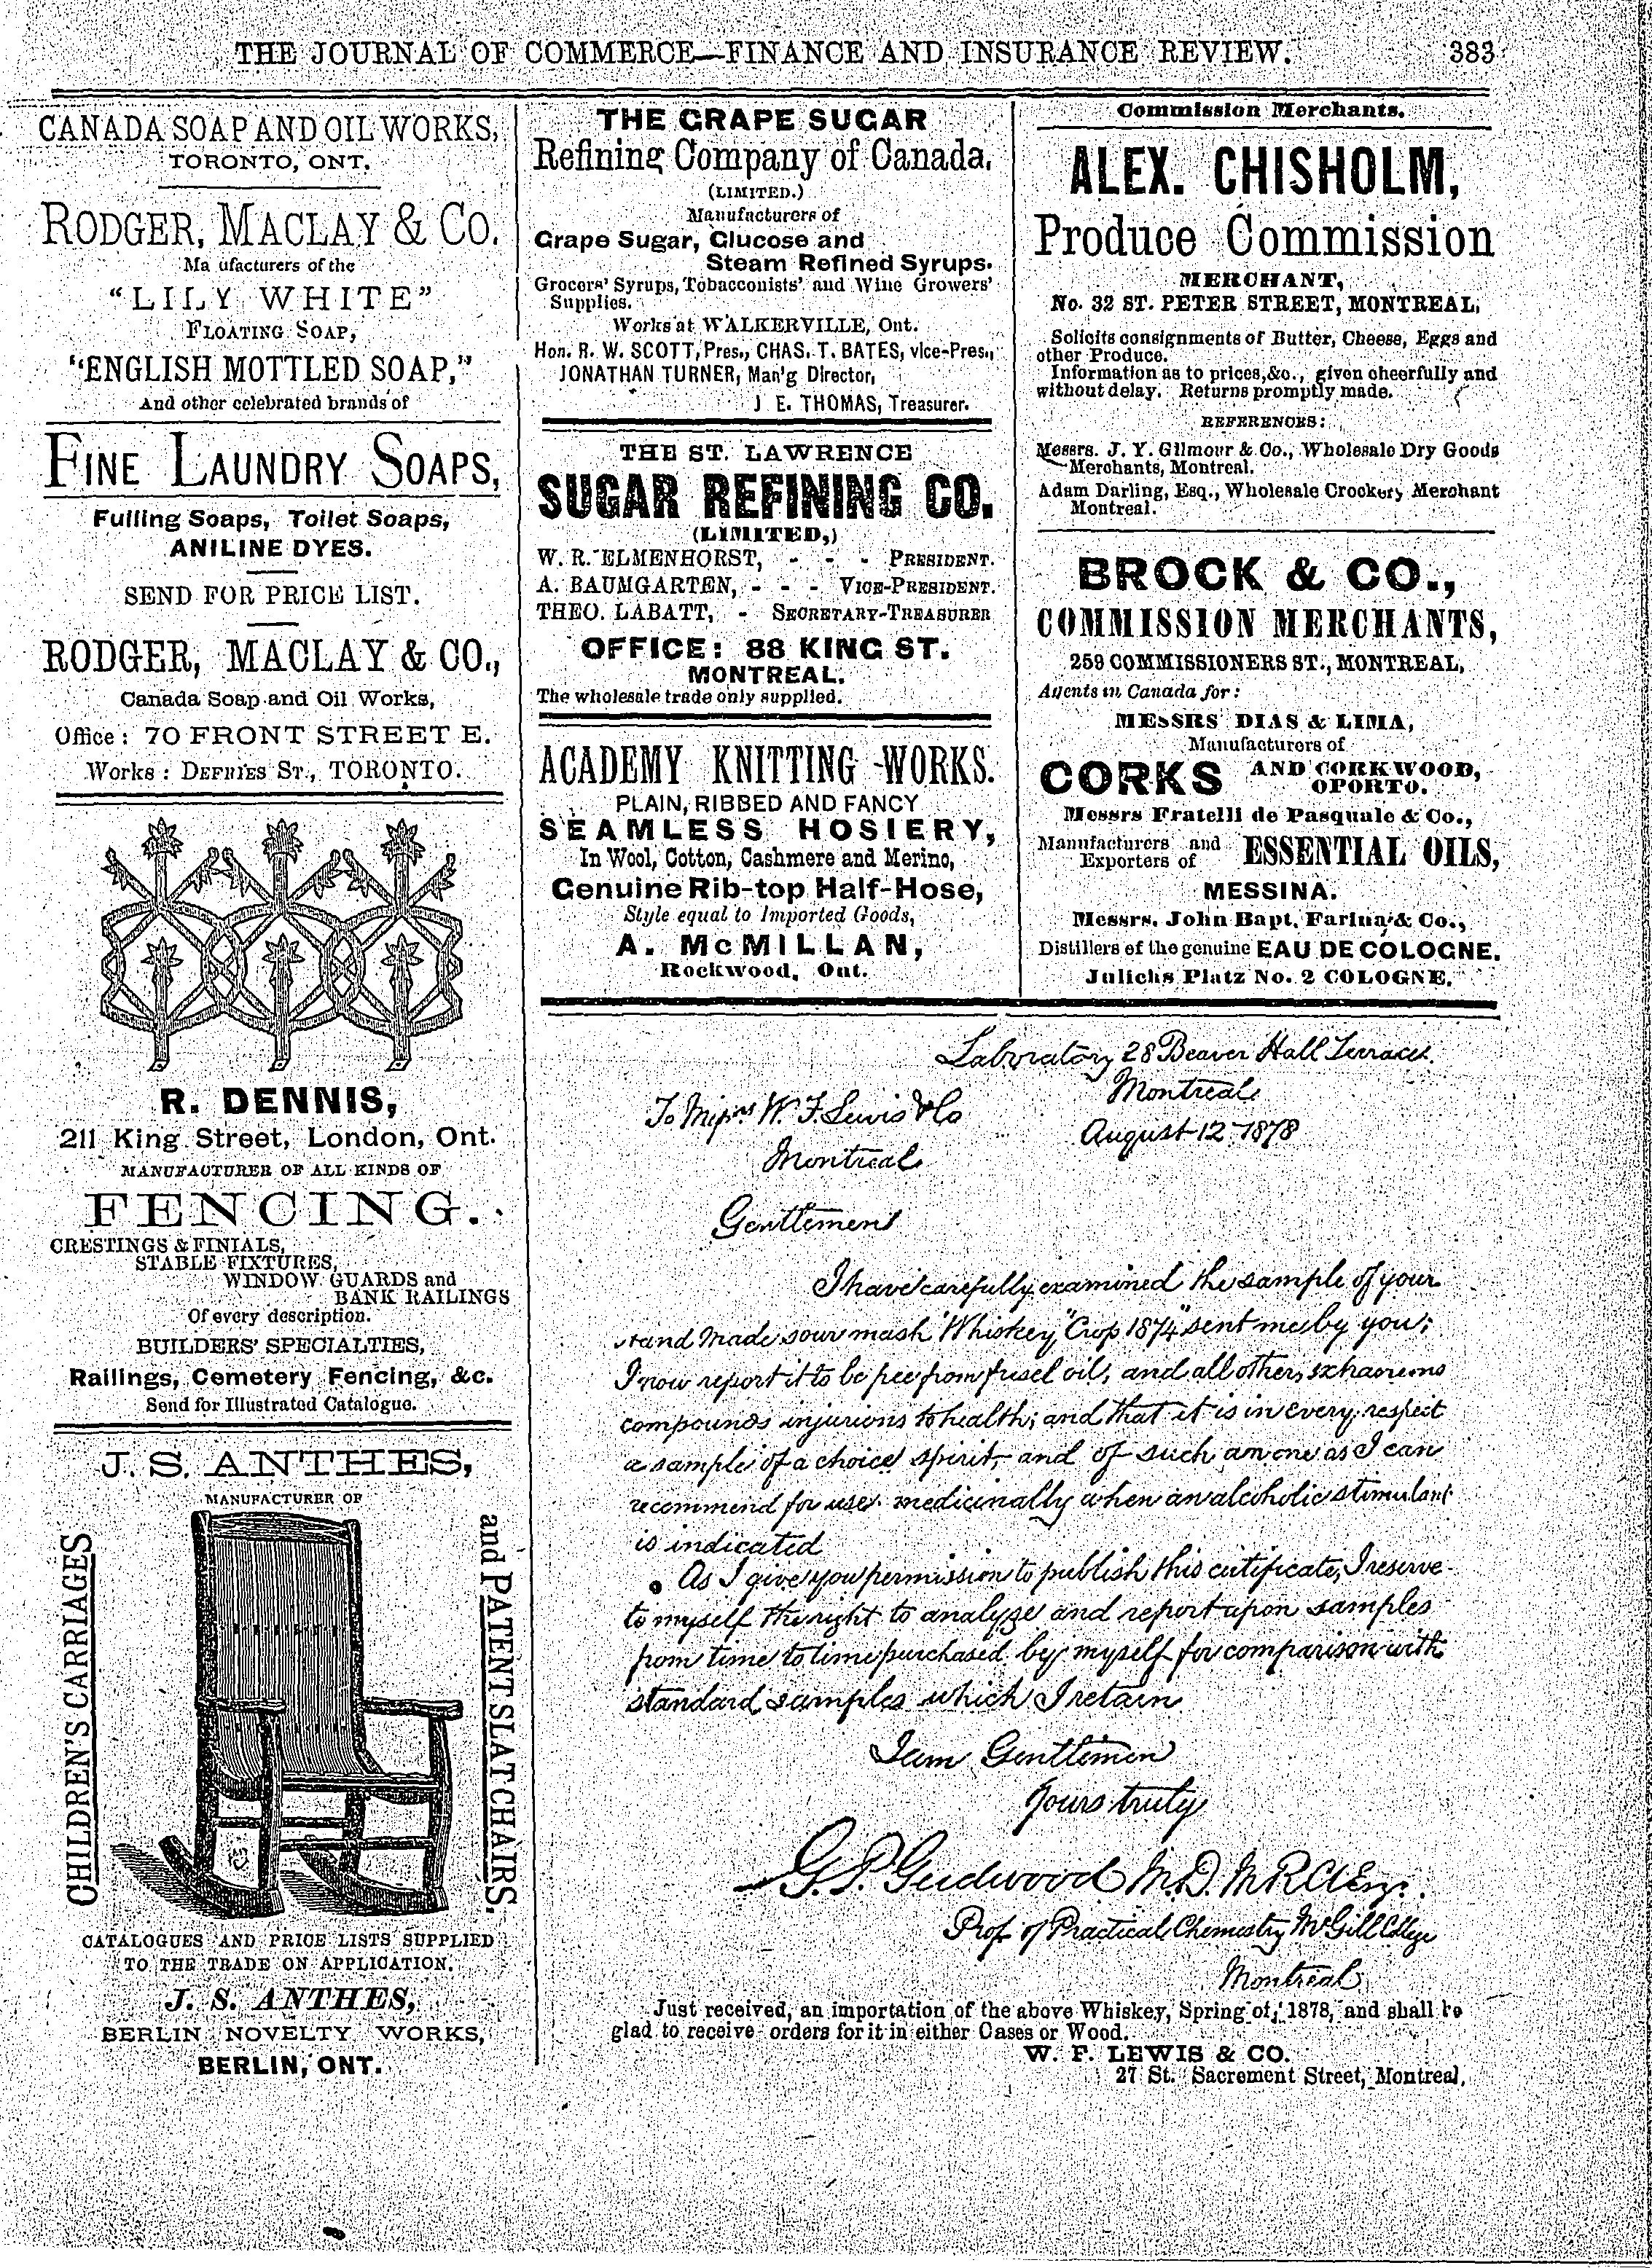 THE JOURNAL OF COMMERCE—FINANCE AND INSURANCE REVIEW. 383
CANADA SOAP AND OIL WORKS,
TORONTO, ONT.
RODGER, MACLAY & CO.
Ma ufacturers of the
"LILY WHITE"
FLOATING SOAP,
"ENGLISH MOTTLED SOAP,"
And other celebrated brands of
FINE LAUNDRY SOAPS,
Fulling Soaps, Toilet Soaps,
ANILINE DYES.
SEND FOR PRICE LIST.
RODGER, MACLAY & CO.,
Canada Soap and Oil Works,
Office: 70 FRONT STREET E.
Works: DEFRIES ST., TORONTO.
R. DENNIS,
211 King Street, London, Ont.
MANUFACTURER OF ALL KINDS OF
FENCING.
CRESTINGS & FINIALS,
STABLE FIXTURES,
WINDOW GUARDS and
BANK RAILINGS
Of every description.
BUILDERS' SPECIALTIES,
Railings, Cemetery Fencing, &c.
Send for Illustrated Catalogue.
J. S. ANTHES,
MANUFACTURER OF
CHILDREN'S CARRIAGES
and PATENT SLAT CHAIRS.
CATALOGUES AND PRICE LISTS SUPPLIED
TO THE TRADE ON APPLICATION.
J. S. ANTHES,
BERLIN NOVELTY WORKS,
BERLIN, ONT.
THE GRAPE SUGAR
Refining Company of Canada,
(LIMITED.)
Manufacturers of
Grape Sugar, Glucose and
Steam Refined Syrups.
Grocers' Syrups, Tobacconists' and Wine Growers'
Supplies.
Works at WALKERVILLE, Ont.
Hon. R. W. SCOTT, Pres., CHAS. T. BATES, vice-Pres.,
JONATHAN TURNER, Man'g Director,
J E. THOMAS, Treasurer.
THE ST. LAWRENCE
SUGAR REFINING CO.
(LIMITED,)
W. R. ELMENHORST, - - - PRESIDENT.
A. BAUMGARTEN, - - - VICE-PRESIDENT.
THEO. LABATT, - SECRETARY-TREASURER
OFFICE: 88 KING ST.
MONTREAL.
The wholesale trade only supplied.
ACADEMY KNITTING WORKS.
PLAIN, RIBBED AND FANCY
SEAMLESS HOSIERY,
In Wool, Cotton, Cashmere and Merino,
Genuine Rib-top Half-Hose,
Style equal to Imported Goods,
A. McMILLAN,
Rockwood, Ont.
Commission Merchants.
ALEX. CHISHOLM,
Produce Commission
MERCHANT,
No. 32 ST. PETER STREET, MONTREAL,
Solicits consignments of Butter, Cheese, Eggs and
other Produce.
Information as to prices, &c., given cheerfully and
without delay. Returns promptly made.
REFERENCES:
Messrs. J. Y. Gilmour & Co., Wholesale Dry Goods
Merchants, Montreal.
Adam Darling, Esq., Wholesale Crockery Merchant
Montreal.
BROCK & CO.,
COMMISSION MERCHANTS,
259 COMMISSIONERS ST., MONTREAL,
Agents in Canada for:
MESSRS DIAS & LIMA,
Manufacturers of
CORKS AND CORKWOOD,
OPORTO.
Messrs Fratelli de Pasquale & Co.,
Manufacturers and
Exporters of ESSENTIAL OILS,
MESSINA.
Messrs. John Bapt. Farina & Co.,
Distillers of the genuine EAU DE COLOGNE.
Julichs Platz No. 2 COLOGNE.
Laboratory 28 Beaver Hall Terrace.
Montreal
August 12 1878
To Messrs W. F. Lewis & Co
Montreal
Gentlemen
I have carefully examined the sample of your
Hand Made sour mash "Whiskey" "Crop 1874" sent me by you;
I now report it to be free from fusel oil, and all other extraneous
compounds injurious to health; and that it is in every respect
a sample of a choice spirit, and of such an one as I can
recommend for use medicinally when an alcoholic stimulant
is indicated
As I give you permission to publish this certificate, I reserve
to myself the right to analyze and report upon samples
from time to time purchased by myself for comparison with
standard samples which I retain
I am Gentlemen
Yours truly
G. P. Girdwood M.D. M.R.C.S. Eng.
Prof of Practical Chemistry McGill College
Montreal
Just received, an importation of the above Whiskey, Spring of, 1878, and shall be
glad to receive orders for it in either Cases or Wood.
W. F. LEWIS & CO.
27 St. Sacrement Street, Montreal.